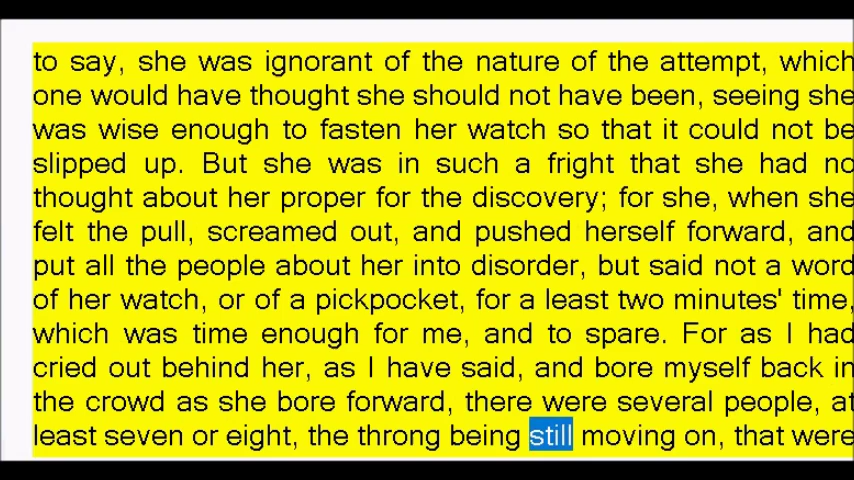 to say, she was ignorant of the nature of the attempt, which
one would have thought she should not have been, seeing she
was wise enough to fasten her watch so that it could not be
slipped up. But she was in such a fright that she had no
thought about her proper for the discovery; for she, when she
felt the pull, screamed out, and pushed herself forward, and
put all the people about her into disorder, but said not a word
of her watch, or of a pickpocket, for a least two minutes' time,
which was time enough for me, and to spare. For as I had
cried out behind her, as I have said, and bore myself back in
the crowd as she bore forward, there were several people, at
least seven or eight, the throng being still moving on, that were